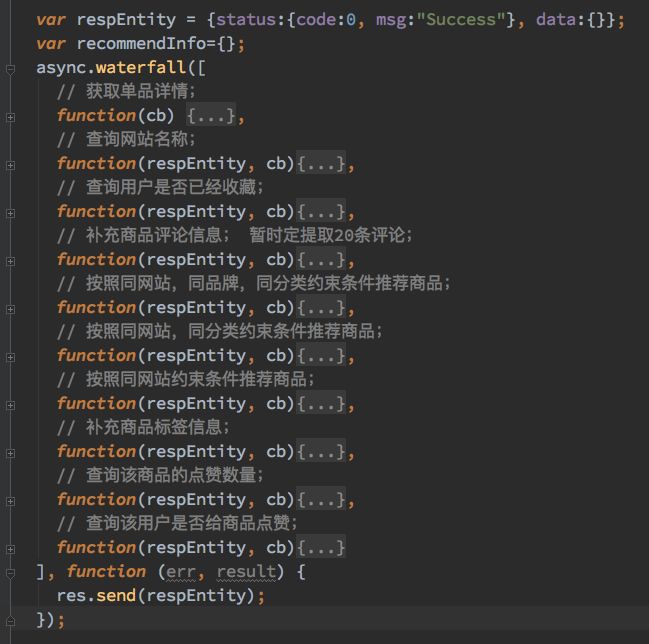 var respEntity = {status:{code:0, msg:"Success"}, data:{}};
var recommendInfo={};
async.waterfall([
// 获取单品详情;
function(cb) {...},
// 查询网站名称;
function(respEntity, cb){...},
// 查询用户是否已经收藏;
function(respEntity, cb){...},
// 补充商品评论信息; 暂时定提取20条评论;
function(respEntity, cb){...},
// 按照同网站，同品牌，同分类约束条件推荐商品;
function(respEntity, cb){...},
// 按照同网站，同分类约束条件推荐商品;
function(respEntity, cb){...},
// 按照同网站约束条件推荐商品;
function(respEntity, cb){...},
// 补充商品标签信息;
function(respEntity, cb){...},
// 查询该商品的点赞数量;
function(respEntity, cb){...},
// 查询该用户是否给商品点赞;
function(respEntity, cb){...}
], function (err, result) {
res.send(respEntity);
});